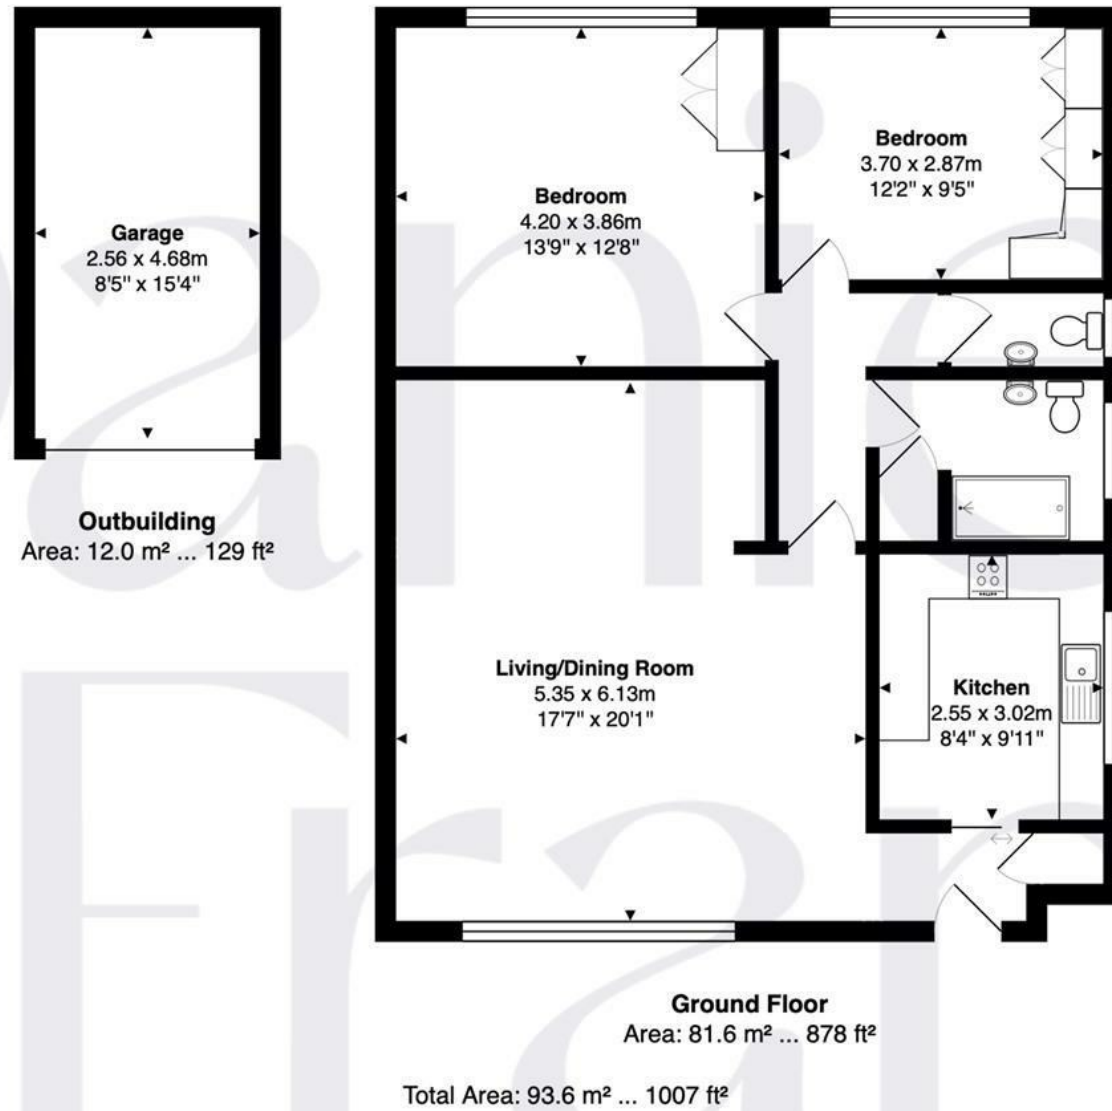 Garage
2.56 x 4.68m
8'5" x 15'4"
Outbuilding
Area: 12.0 m² ... 129 ft²
Bedroom
4.20 x 3.86m
13'9" x 12'8"
Bedroom
3.70 x 2.87m
12'2" x 9'5"
Living/Dining Room
5.35 x 6.13m
17'7" x 20'1"
Kitchen
2.55 x 3.02m
8'4" x 9'11"
Ground Floor
Area: 81.6 m² ... 878 ft²
Total Area: 93.6 m² ... 1007 ft²